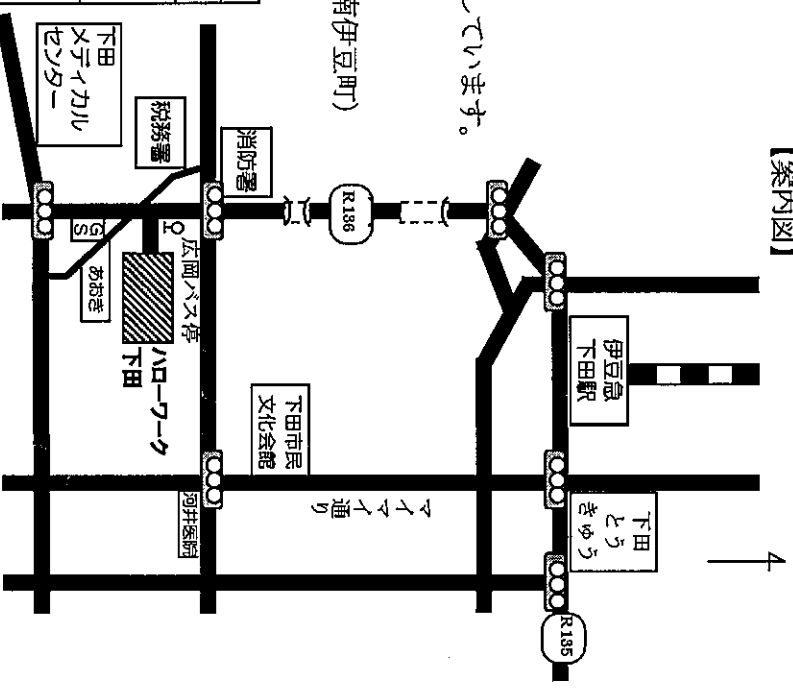 【案内図】
しています。
南伊豆町)
下田
メディカル
センター
税務署
消防署
R136
GS
あおき
広岡バス停
ハローワーク
下田
伊豆急
下田駅
下田市民
文化会館
マイマイ通り
河井医院
下田
とう
きゅう
R135
4